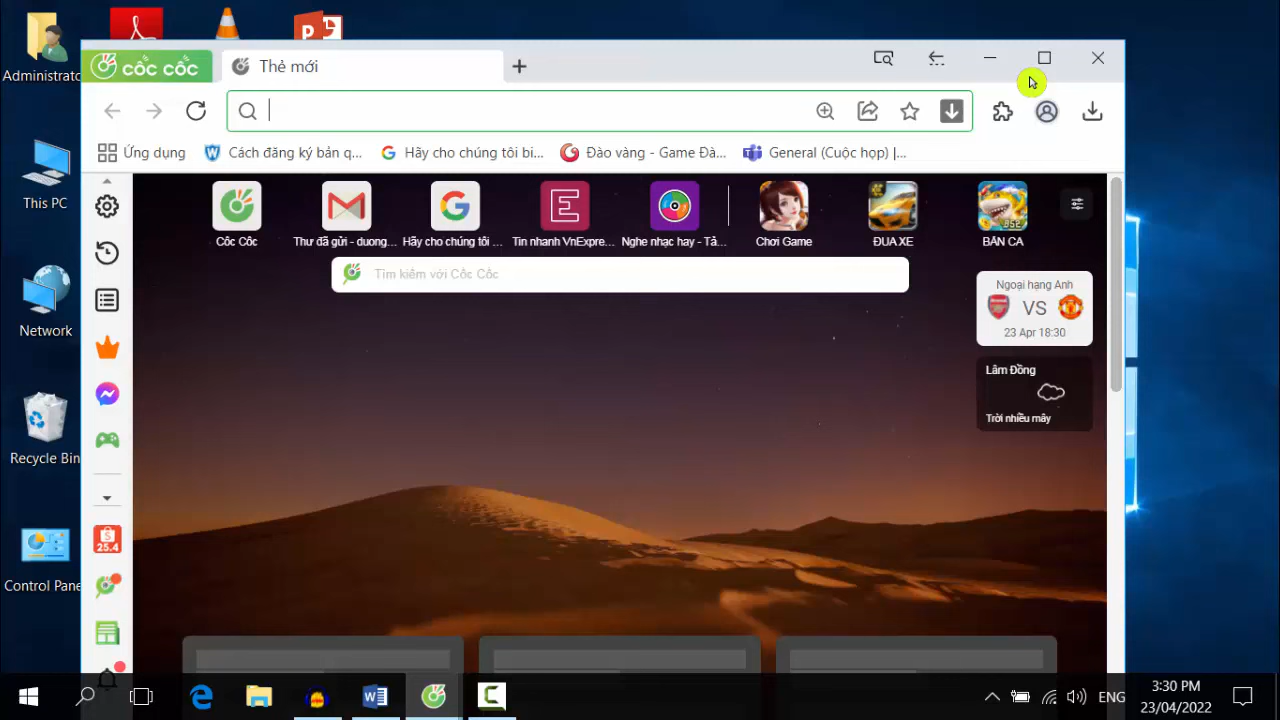 Administrato
This PC
Network
Recycle Bin
Control Pane
cốc cốc
Thẻ mới
Ứng dụng
Cách đăng ký bản q...
Hãy cho chúng tôi bi...
Đào vàng - Game Đà...
General (Cuộc họp) |...
Cốc Cốc
Thư đã gửi - duong...
Hãy cho chúng tôi ...
Tin nhanh VnExpre...
Nghe nhạc hay - Tả...
Chơi Game
ĐUA XE
BẮN CÁ
Tìm kiếm với Cốc Cốc
Ngoại hạng Anh
VS
23 Apr 18:30
Lâm Đồng
Trời nhiều mây
25.4
ENG
3:30 PM
23/04/2022